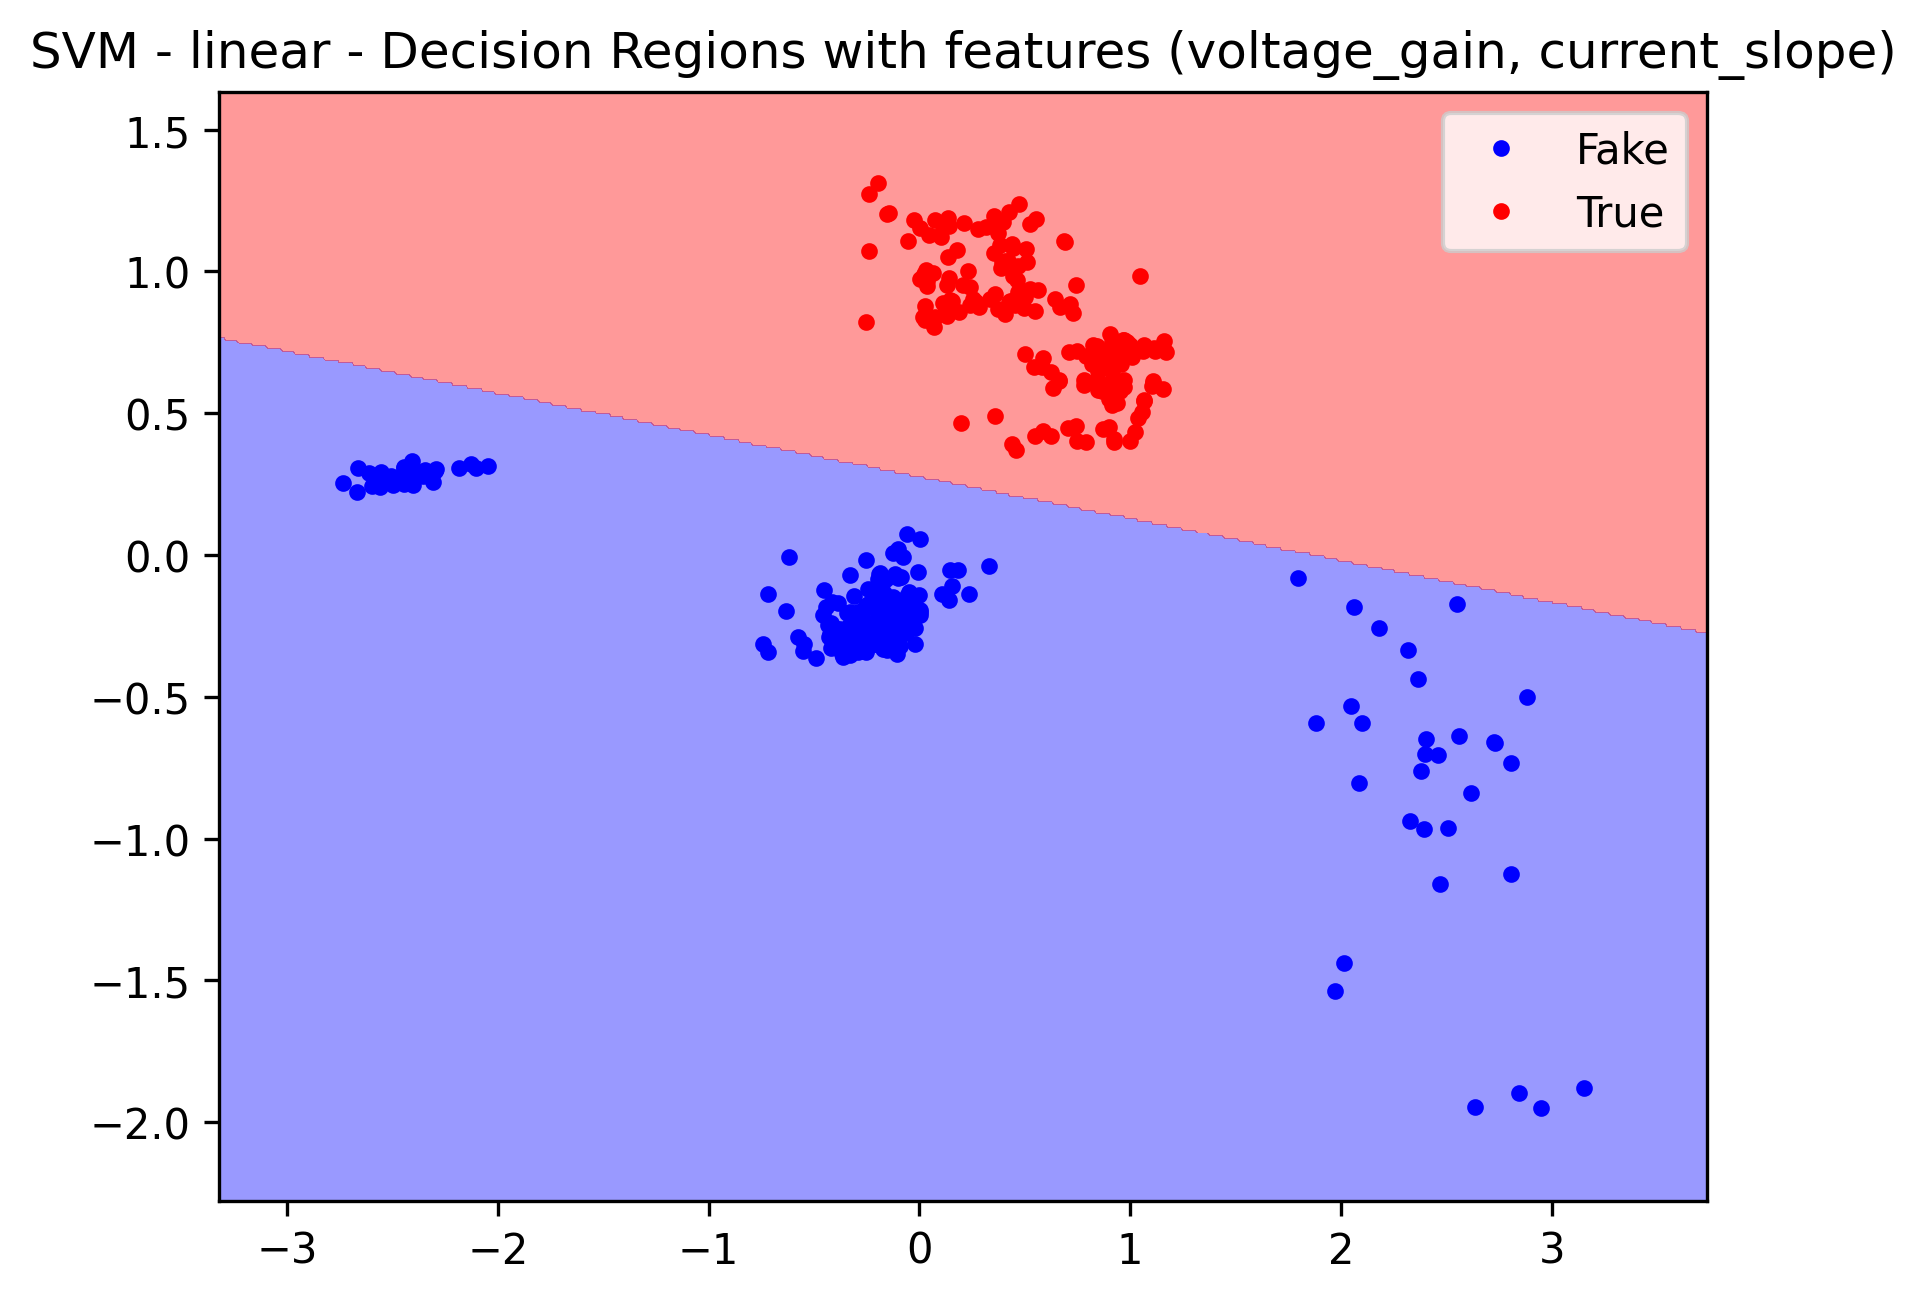 SVM - linear - Decision Regions with features (voltage_gain, current_slope)
Fake
True
1.5
1.0
0.5
0.0
−0.5
−1.0
−1.5
−2.0
−3 −2 −1 0 1 2 3